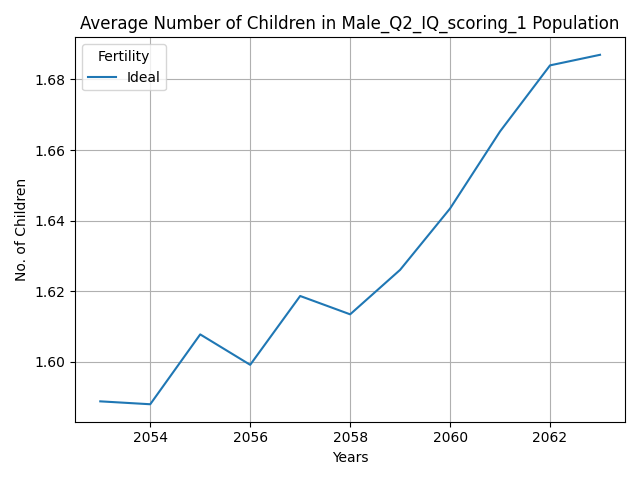 Average Number of Children in Male_Q2_IQ_scoring_1 Population
Fertility
Ideal
No. of Children
1.68
1.66
1.64
1.62
1.60
2054 2056 2058 2060 2062
Years